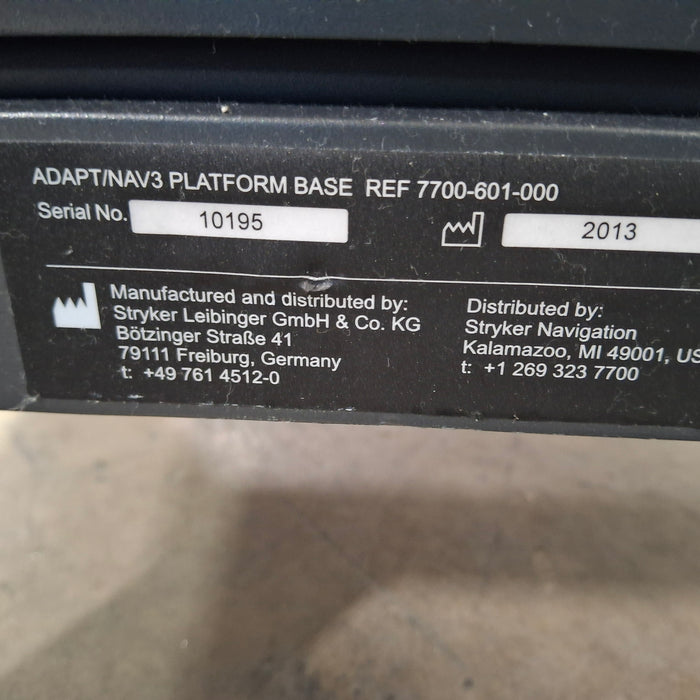 ADAPT/NAV3 PLATFORM BASE REF 7700-601-000
Serial No. 10195 2013
Manufactured and distributed by:
Stryker Leibinger GmbH & Co. KG
Bötzinger Straße 41
79111 Freiburg, Germany
t: +49 761 4512-0
Distributed by:
Stryker Navigation
Kalamazoo, MI 49001, US
t: +1 269 323 7700